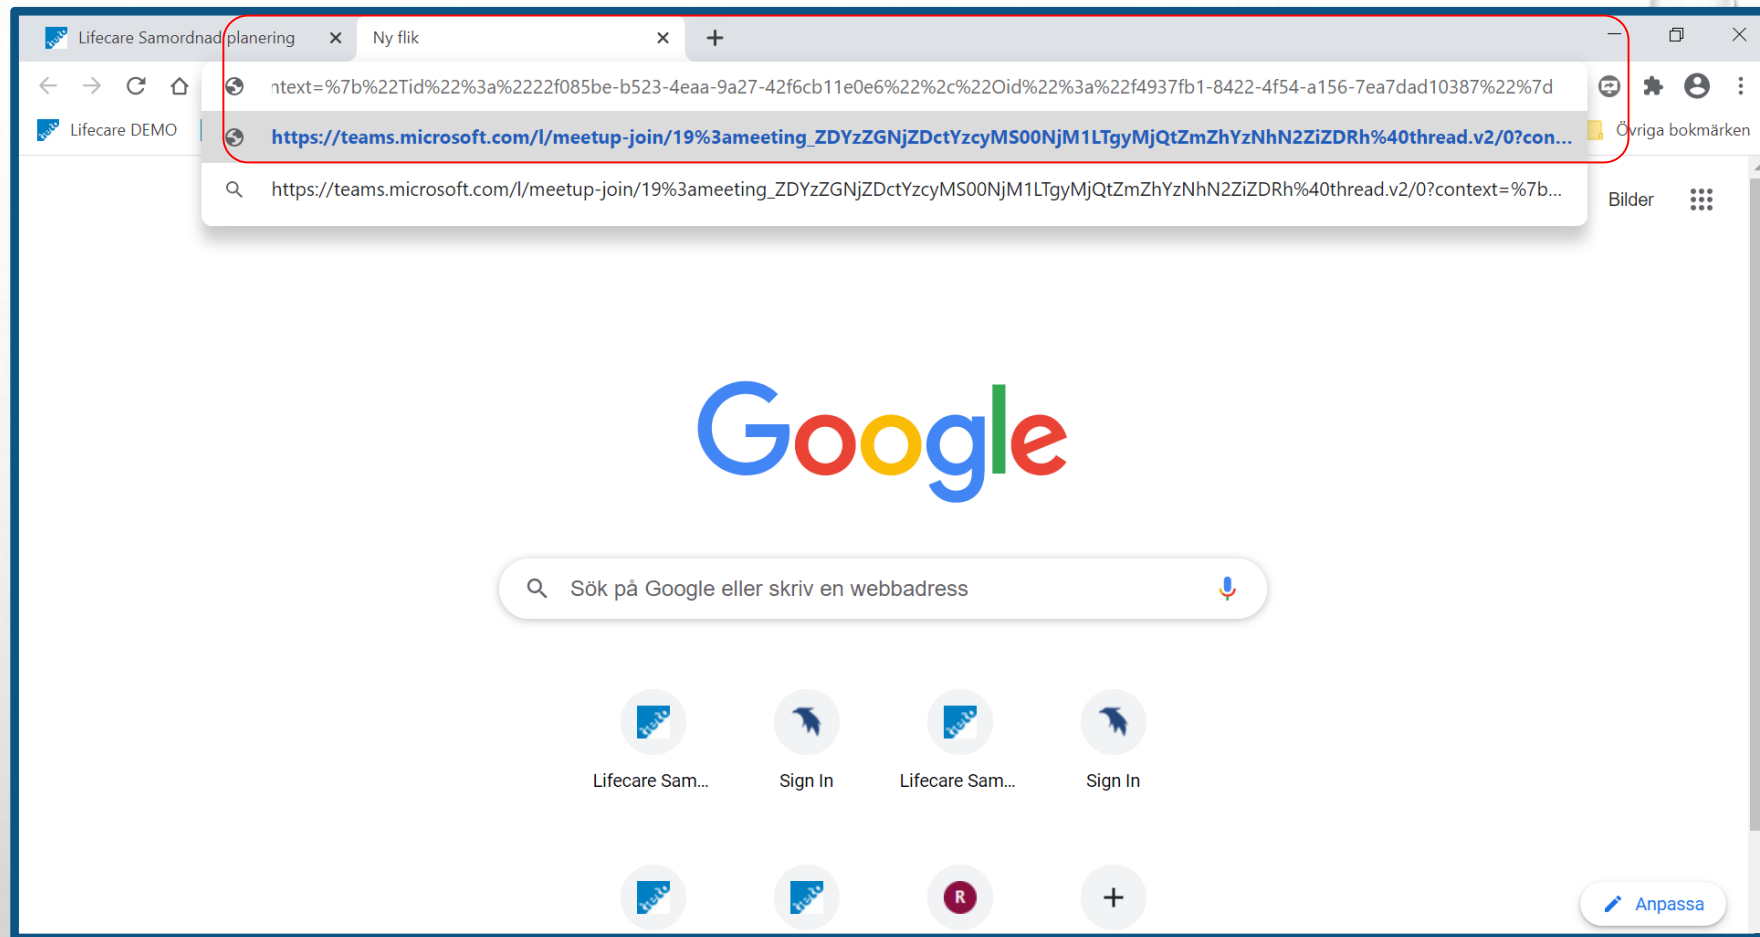 Lifecare Samordnad planering
Ny flik
ntext=%7b%22Tid%22%3a%2222f085be-b523-4eaa-9a27-42f6cb11e0e6%22%2c%22Oid%22%3a%22f4937fb1-8422-4f54-a156-7ea7dad10387%22%7d
Lifecare DEMO
https://teams.microsoft.com/l/meetup-join/19%3ameeting_ZDYzZGNjZDctYzcyMS00NjM1LTgyMjQtZmZhYzNhN2ZiZDRh%40thread.v2/0?con...
Övriga bokmärken
https://teams.microsoft.com/l/meetup-join/19%3ameeting_ZDYzZGNjZDctYzcyMS00NjM1LTgyMjQtZmZhYzNhN2ZiZDRh%40thread.v2/0?context=%7b...
Bilder
Google
Sök på Google eller skriv en webbadress
Lifecare Sam...
Sign In
Lifecare Sam...
Sign In
R
Anpassa